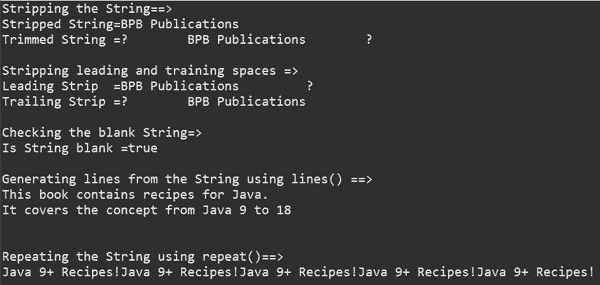 Stripping the String==>
Stripped String=BPB Publications
Trimmed String =?        BPB Publications        ?
Stripping leading and training spaces =>
Leading Strip  =BPB Publications         ?
Trailing Strip =?        BPB Publications
Checking the blank String=>
Is String blank =true
Generating lines from the String using lines() ==>
This book contains recipes for Java.
It covers the concept from Java 9 to 18
Repeating the String using repeat()==>
Java 9+ Recipes!Java 9+ Recipes!Java 9+ Recipes!Java 9+ Recipes!Java 9+ Recipes!